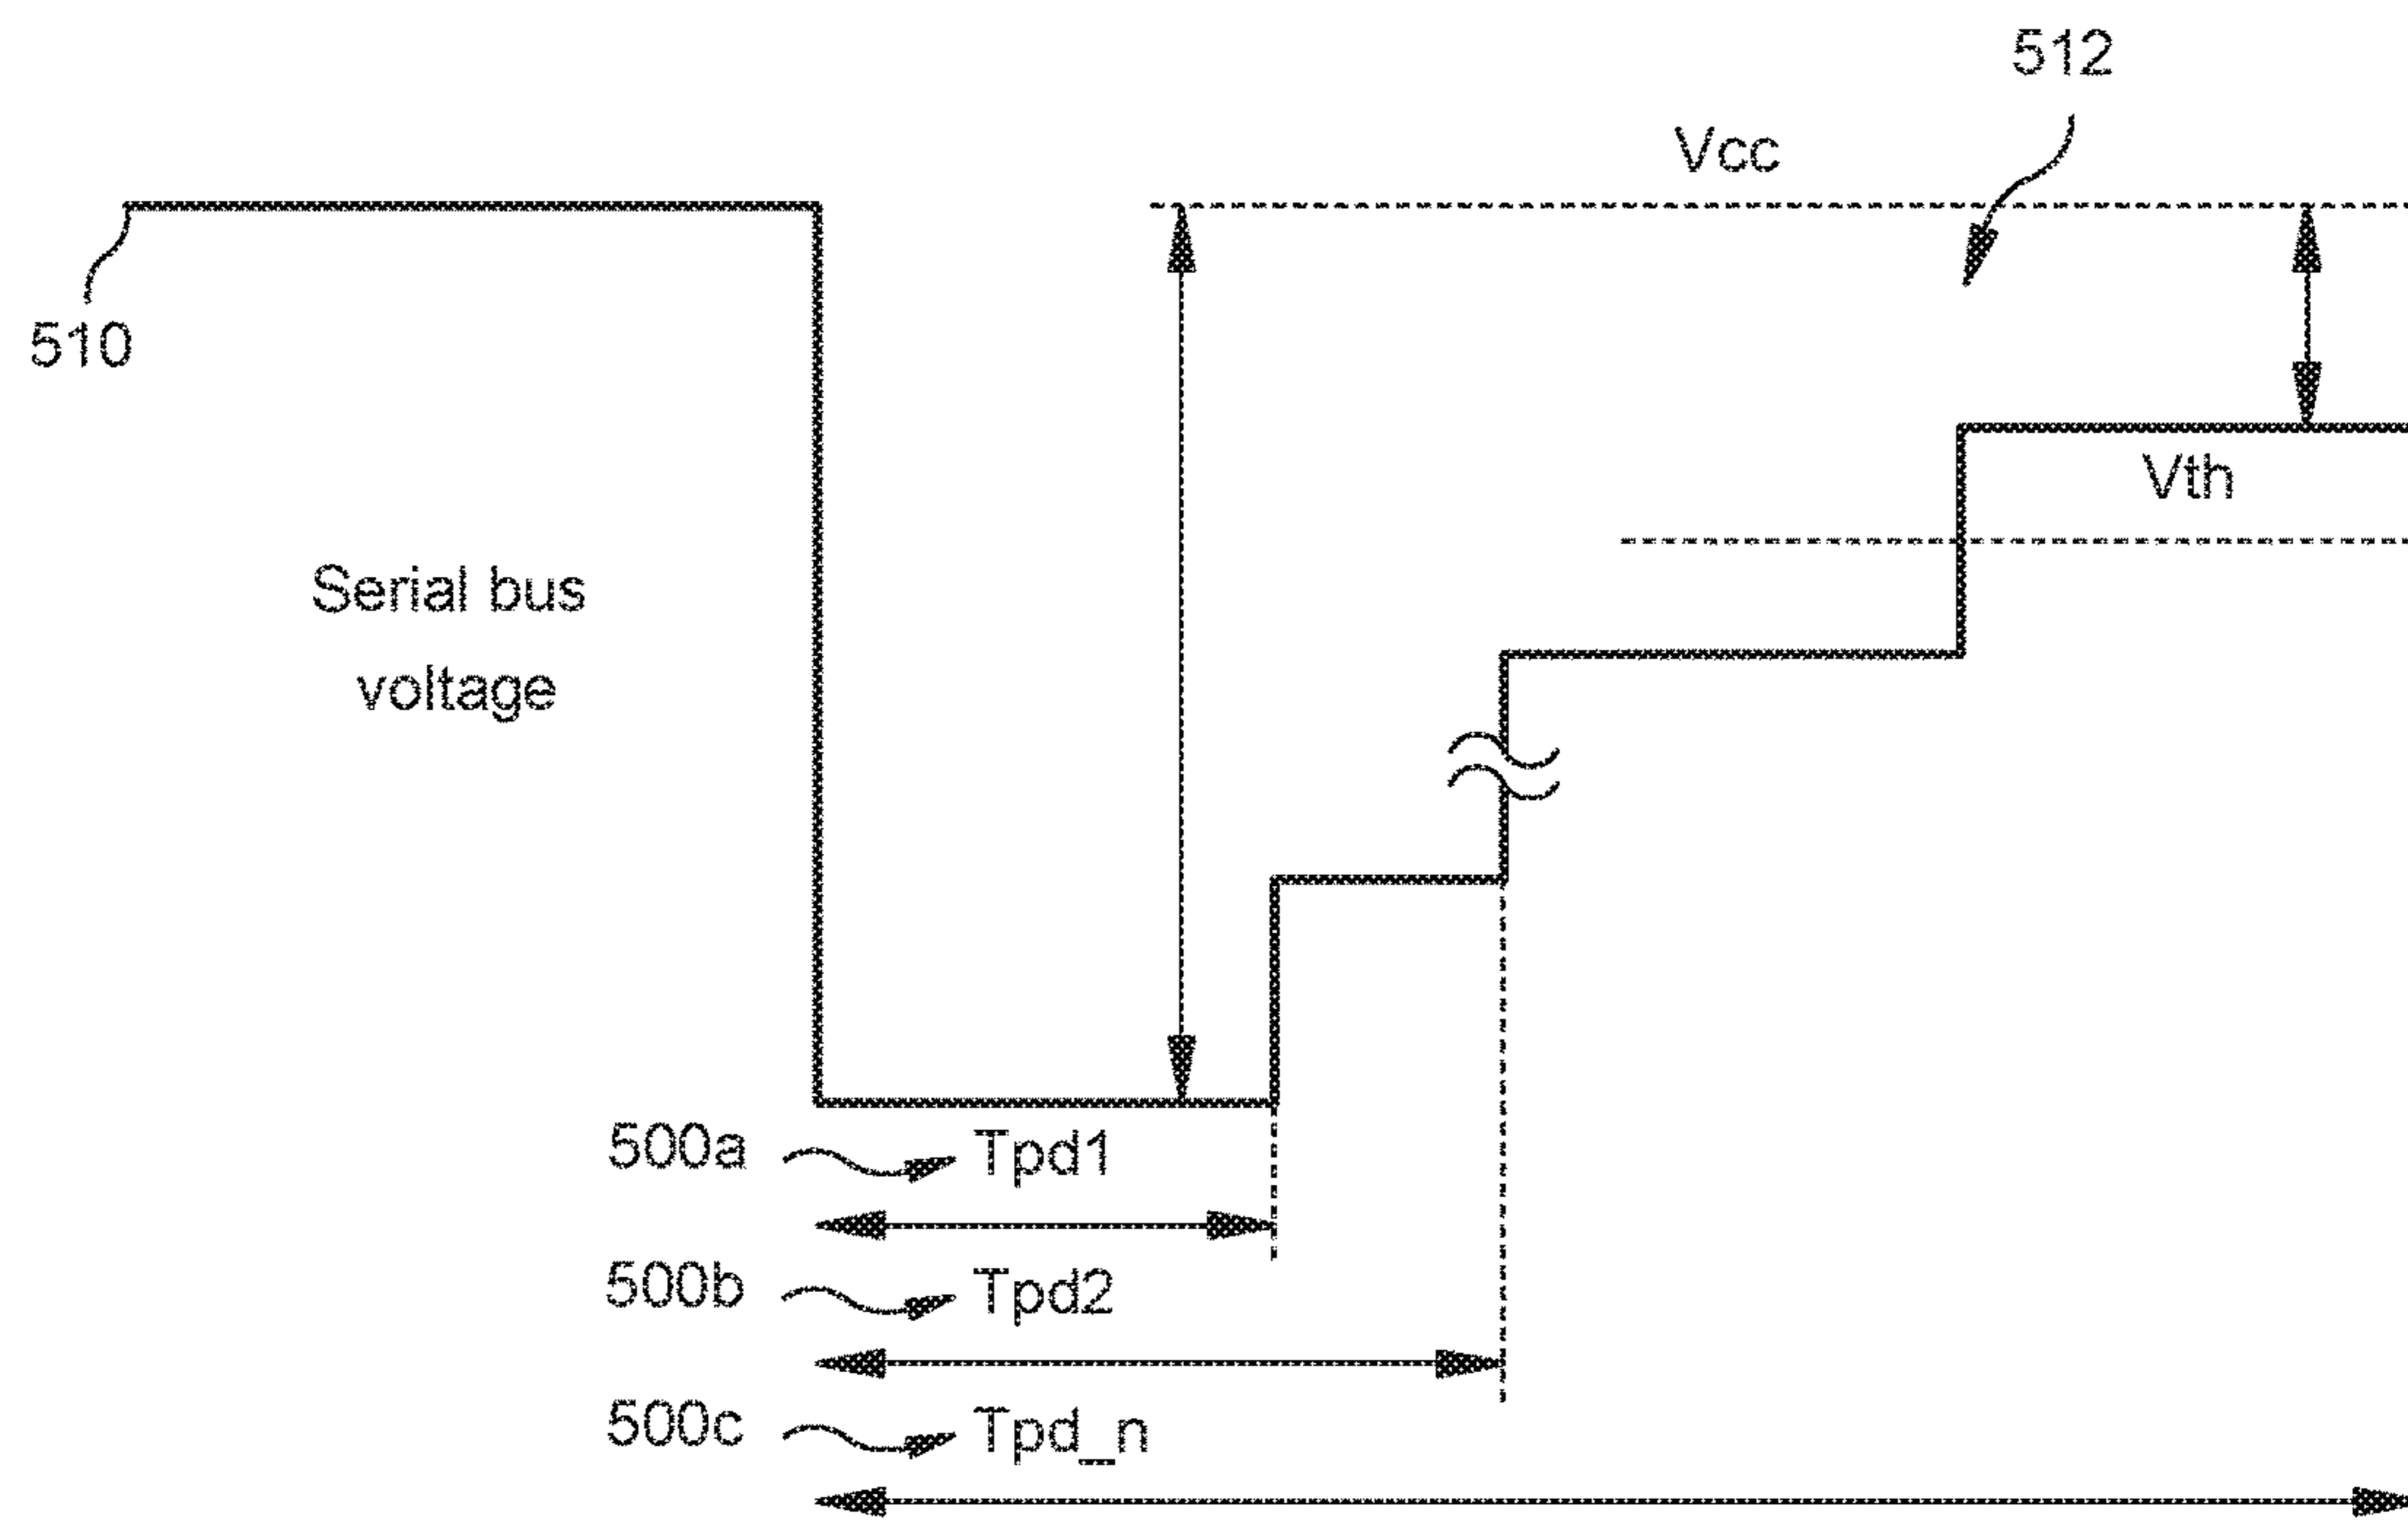 512
Vcc
510
Vth
Serial bus
voltage
500a Tpd1
500b Tpd2
500c Tpd_n